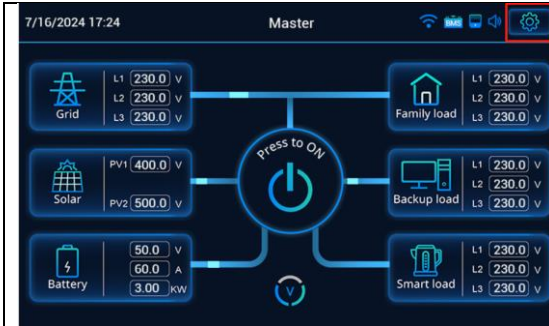 7/16/2024 17:24
Master
BMS
Grid
L1 230.0 V
L2 230.0 V
L3 230.0 V
Solar
PV1 400.0 V
PV2 500.0 V
Battery
50.0 V
60.0 A
3.00 KW
Press to ON
V
Family load
L1 230.0 V
L2 230.0 V
L3 230.0 V
Backup load
L1 230.0 V
L2 230.0 V
L3 230.0 V
Smart load
L1 230.0 V
L2 230.0 V
L3 230.0 V